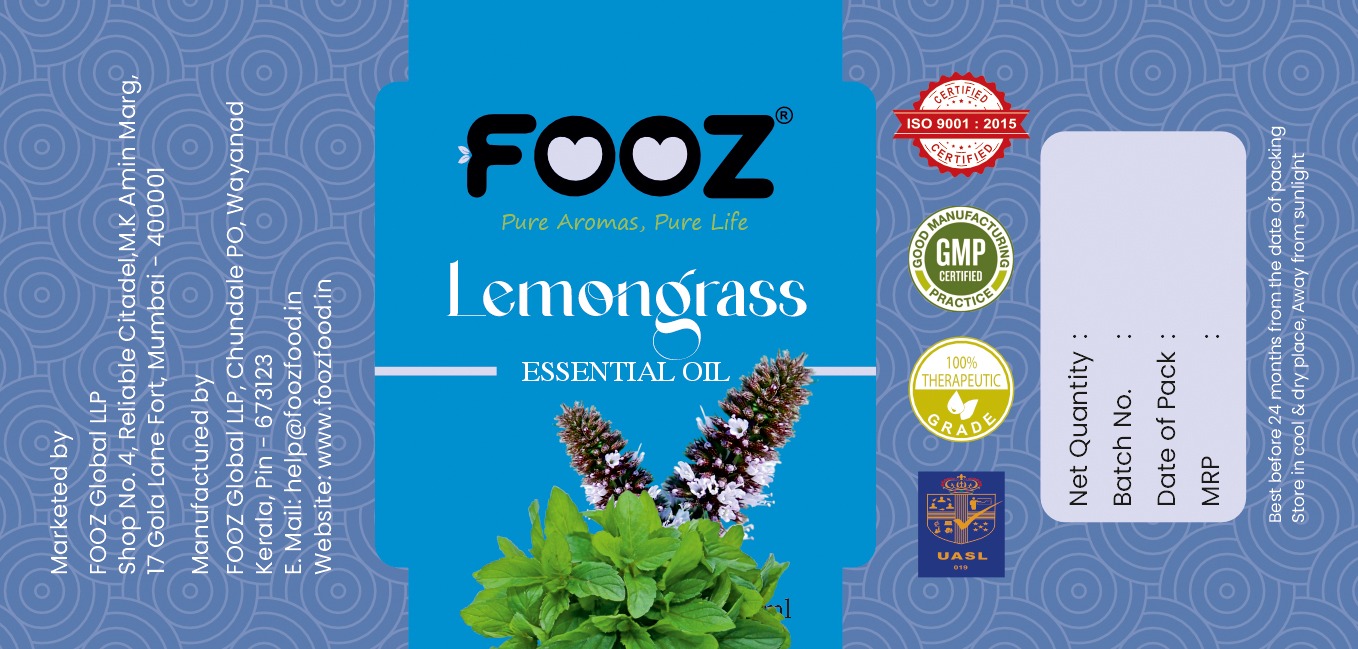 Marketed by
FOOZ Global LLP
Shop No. 4, Reliable Citadel,M.K Amin Marg,
17 Gola Lane Fort, Mumbai - 400001
Manufactured by
FOOZ Global LLP, Chundale PO, Wayanad
Kerala, Pin - 673123
E. Mail: help@foozfood.in
Website: www.foozfood.in
FOOZ®
Pure Aromas, Pure Life
Lemongrass
ESSENTIAL OIL
ml
CERTIFIED
ISO 9001 : 2015
CERTIFIED
GOOD MANUFACTURING
GMP
CERTIFIED
PRACTICE
100%
THERAPEUTIC
GRADE
UASL
019
Net Quantity :
Batch No. :
Date of Pack :
MRP :
Best before 24 months from the date of packing
Store in cool & dry place, Away from sunlight